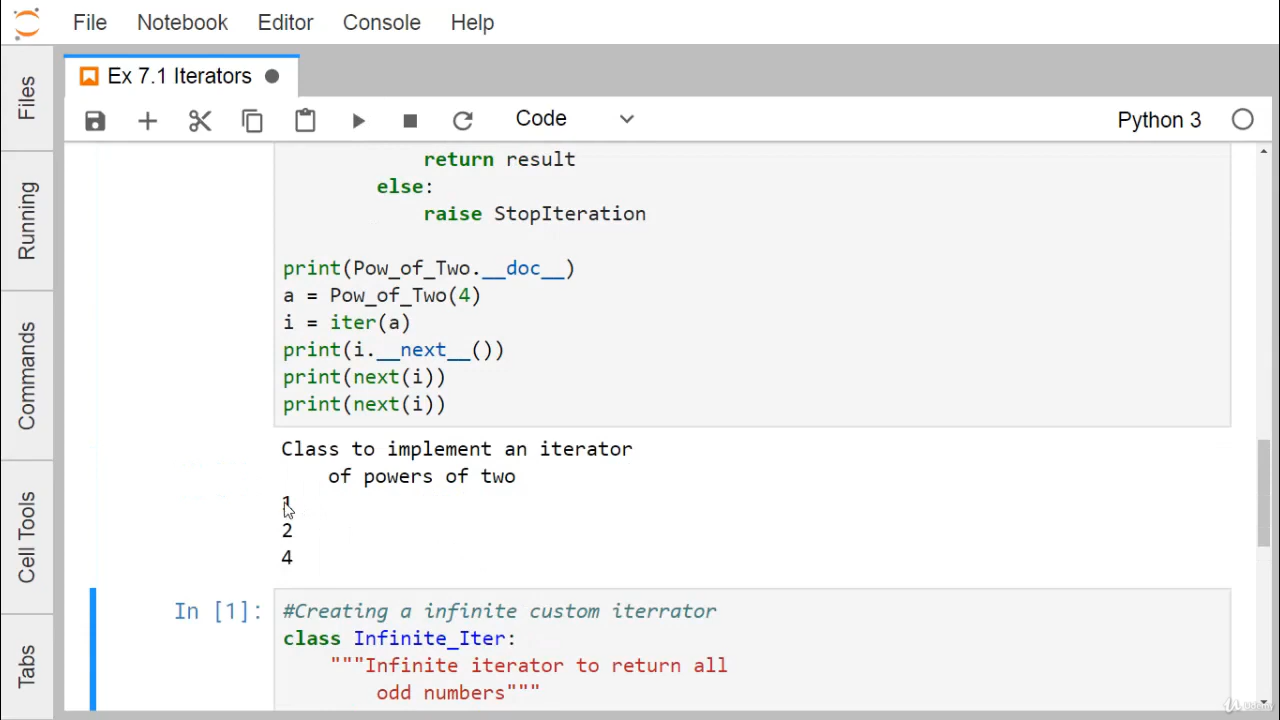 File Notebook Editor Console Help
Ex 7.1 Iterators
Code Python 3
Files
Running
Commands
Cell Tools
Tabs
return result
else:
raise StopIteration
print(Pow_of_Two.__doc__)
a = Pow_of_Two(4)
i = iter(a)
print(i.__next__())
print(next(i))
print(next(i))
Class to implement an iterator
of powers of two
1
2
4
In [1]: #Creating a infinite custom iterrator
class Infinite_Iter:
"""Infinite iterator to return all
odd numbers"""
Udemy